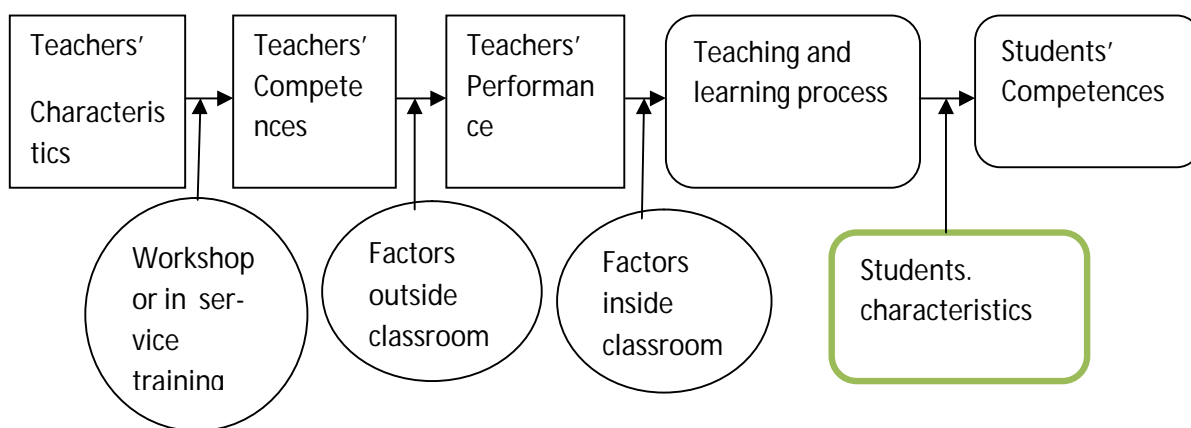 Teachers’
Characteris
tics
Teachers’
Compete
nces
Teachers’
Performan
ce
Teaching and
learning process
Students’
Competences
Workshop
or in ser-
vice
training
Factors
outside
classroom
Factors
inside
classroom
Students.
characteristics